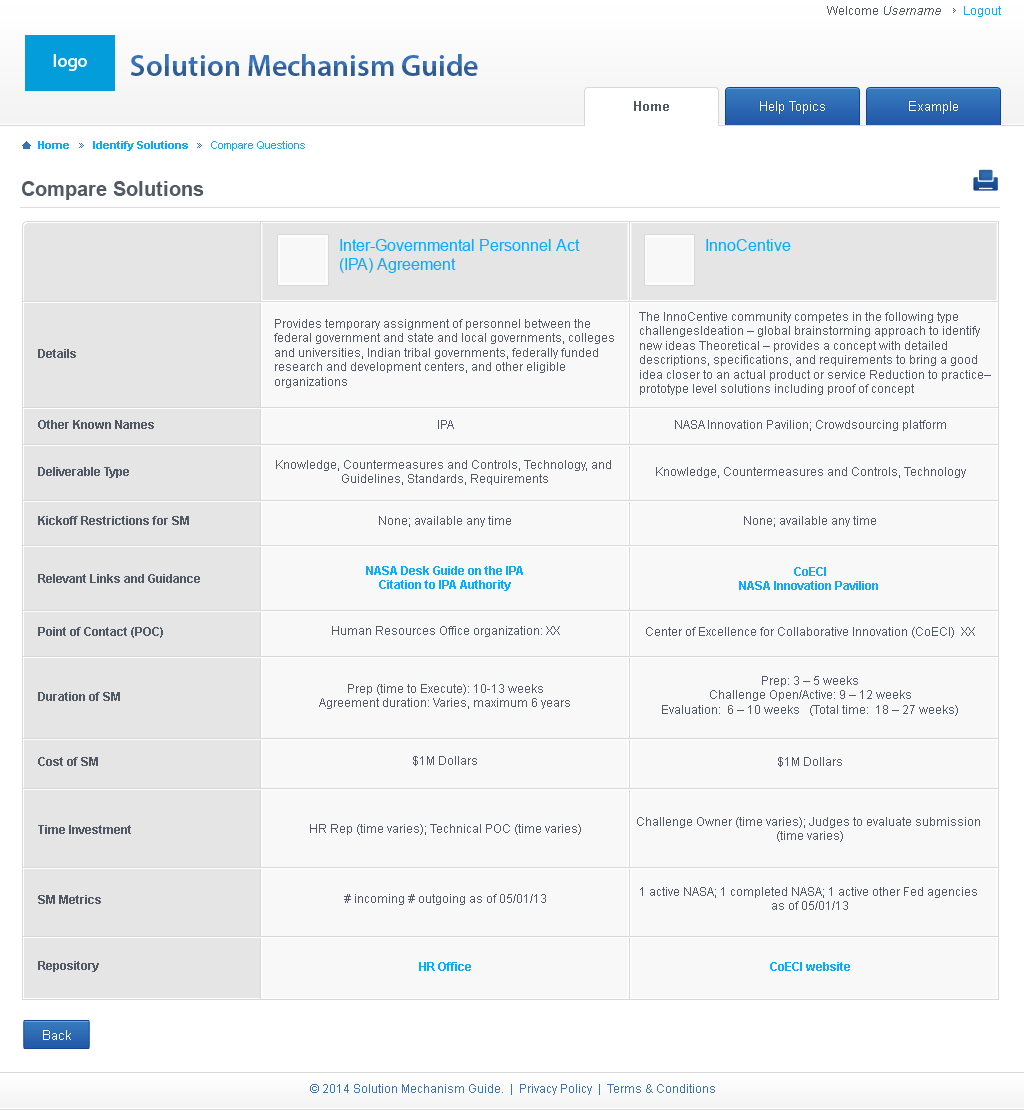 Welcome Username › Logout
logo
Solution Mechanism Guide
Home
Help Topics
Example
Home » Identify Solutions » Compare Questions
Compare Solutions
Inter-Governmental Personnel Act
(IPA) Agreement
InnoCentive
Details
Provides temporary assignment of personnel between the
federal government and state and local governments, colleges
and universities, Indian tribal governments, federally funded
research and development centers, and other eligible
organizations
The InnoCentive community competes in the following type
challengesIdeation – global brainstorming approach to identify
new ideas Theoretical – provides a concept with detailed
descriptions, specifications, and requirements to bring a good
idea closer to an actual product or service Reduction to practice–
prototype level solutions including proof of concept
Other Known Names
IPA
NASA Innovation Pavilion; Crowdsourcing platform
Deliverable Type
Knowledge, Countermeasures and Controls, Technology, and
Guidelines, Standards, Requirements
Knowledge, Countermeasures and Controls, Technology
Kickoff Restrictions for SM
None; available any time
None; available any time
Relevant Links and Guidance
NASA Desk Guide on the IPA
Citation to IPA Authority
CoECI
NASA Innovation Pavilion
Point of Contact (POC)
Human Resources Office organization: XX
Center of Excellence for Collaborative Innovation (CoECI)  XX
Duration of SM
Prep (time to Execute): 10-13 weeks
Agreement duration: Varies, maximum 6 years
Prep: 3 – 5 weeks
Challenge Open/Active: 9 – 12 weeks
Evaluation:  6 – 10 weeks   (Total time:  18 – 27 weeks)
Cost of SM
$1M Dollars
$1M Dollars
Time Investment
HR Rep (time varies); Technical POC (time varies)
Challenge Owner (time varies); Judges to evaluate submission
(time varies)
SM Metrics
# incoming # outgoing as of 05/01/13
1 active NASA; 1 completed NASA; 1 active other Fed agencies
as of 05/01/13
Repository
HR Office
CoECI website
Back
© 2014 Solution Mechanism Guide. | Privacy Policy | Terms & Conditions